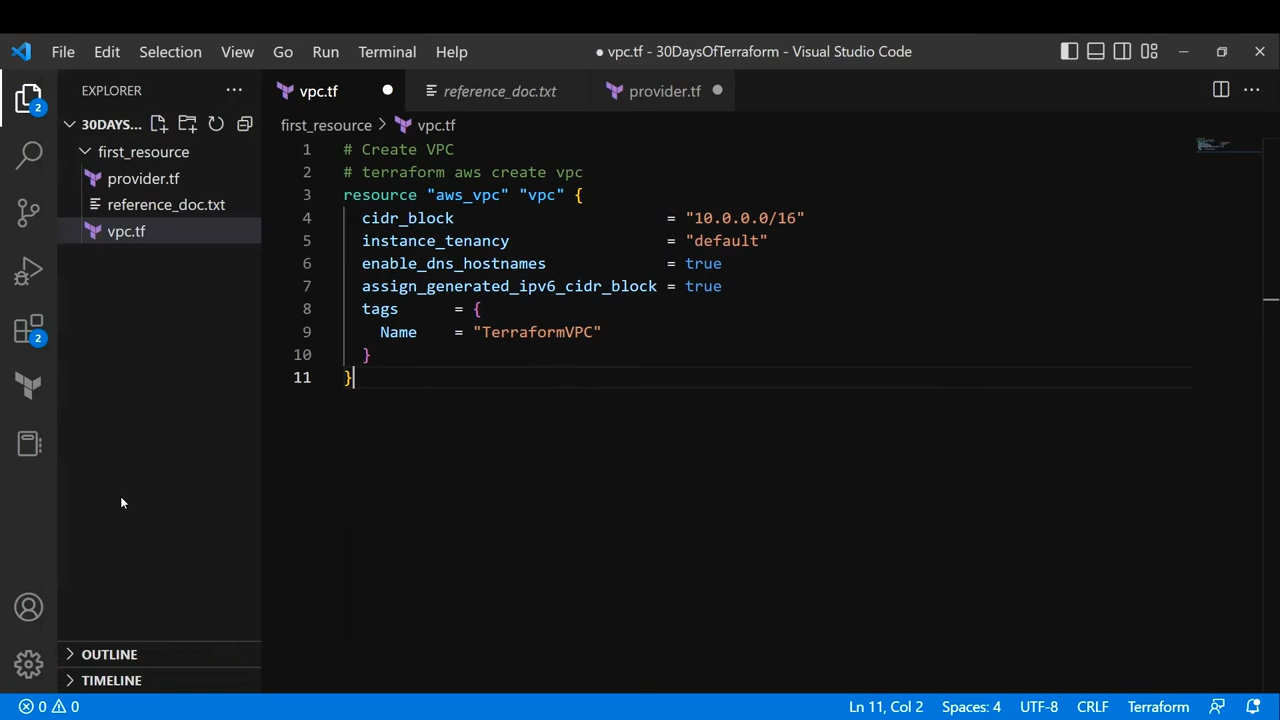 File Edit Selection View Go Run Terminal Help ● vpc.tf - 30DaysOfTerraform - Visual Studio Code
2
EXPLORER
vpc.tf
reference_doc.txt
provider.tf
30DAYS...
first_resource > vpc.tf
first_resource
provider.tf
reference_doc.txt
vpc.tf
2
1 # Create VPC
2 # terraform aws create vpc
3 resource "aws_vpc" "vpc" {
4 cidr_block = "10.0.0.0/16"
5 instance_tenancy = "default"
6 enable_dns_hostnames = true
7 assign_generated_ipv6_cidr_block = true
8 tags = {
9 Name = "TerraformVPC"
10 }
11 }
OUTLINE
TIMELINE
0 0 Ln 11, Col 2 Spaces: 4 UTF-8 CRLF Terraform